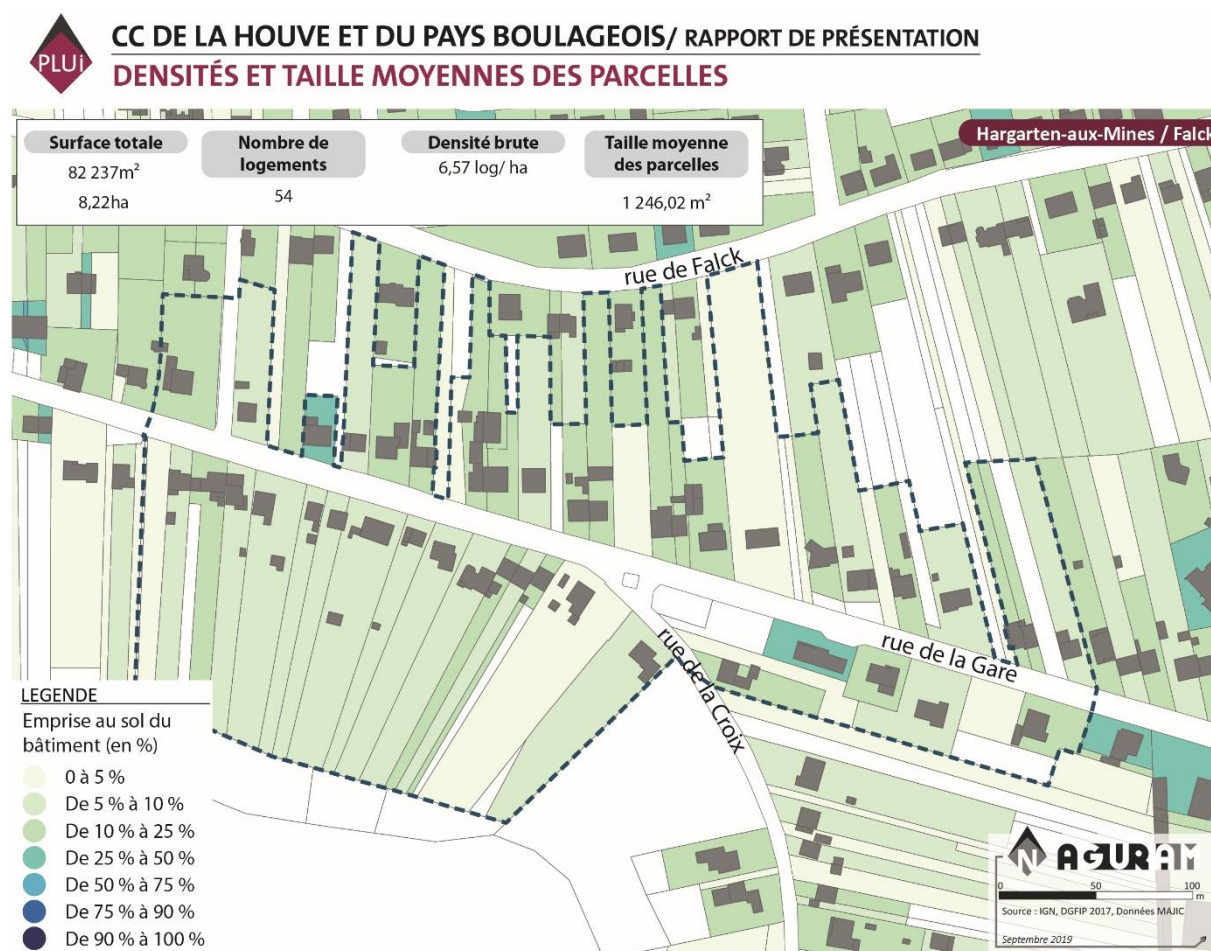 PLUi
CC DE LA HOUVE ET DU PAYS BOULAGEOIS/ RAPPORT DE PRÉSENTATION
DENSITÉS ET TAILLE MOYENNES DES PARCELLES
Hargarten-aux-Mines / Falck
Surface totale
82 237m²
8,22ha
Nombre de
logements
54
Densité brute
6,57 log/ ha
Taille moyenne
des parcelles
1 246,02 m²
rue de Falck
rue de la Gare
rue de la Croix
LEGENDE
Emprise au sol du
bâtiment (en %)
0 à 5 %
De 5 % à 10 %
De 10 % à 25 %
De 25 % à 50 %
De 50 % à 75 %
De 75 % à 90 %
De 90 % à 100 %
N AGURAM
0 50 100
m
Source : IGN, DGFIP 2017, Données MAJIC
Septembre 2019